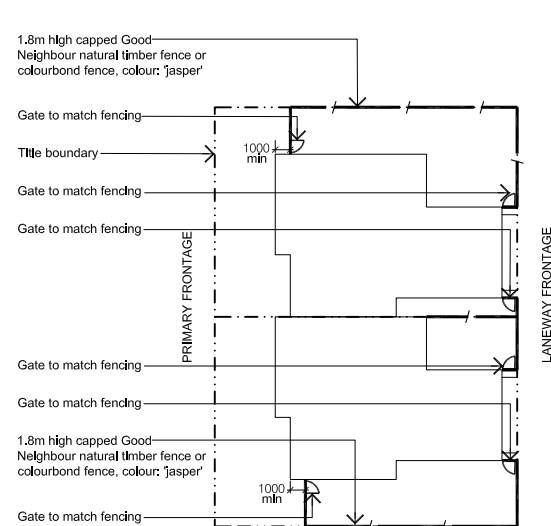 1.8m high capped Good
Neighbour natural timber fence or
colourbond fence, colour: 'jasper'
Gate to match fencing
1000
min
Title boundary
Gate to match fencing
Gate to match fencing
PRIMARY FRONTAGE
LANEWAY FRONTAGE
Gate to match fencing
Gate to match fencing
1.8m high capped Good
Neighbour natural timber fence or
colourbond fence, colour: 'jasper'
1000
min
Gate to match fencing